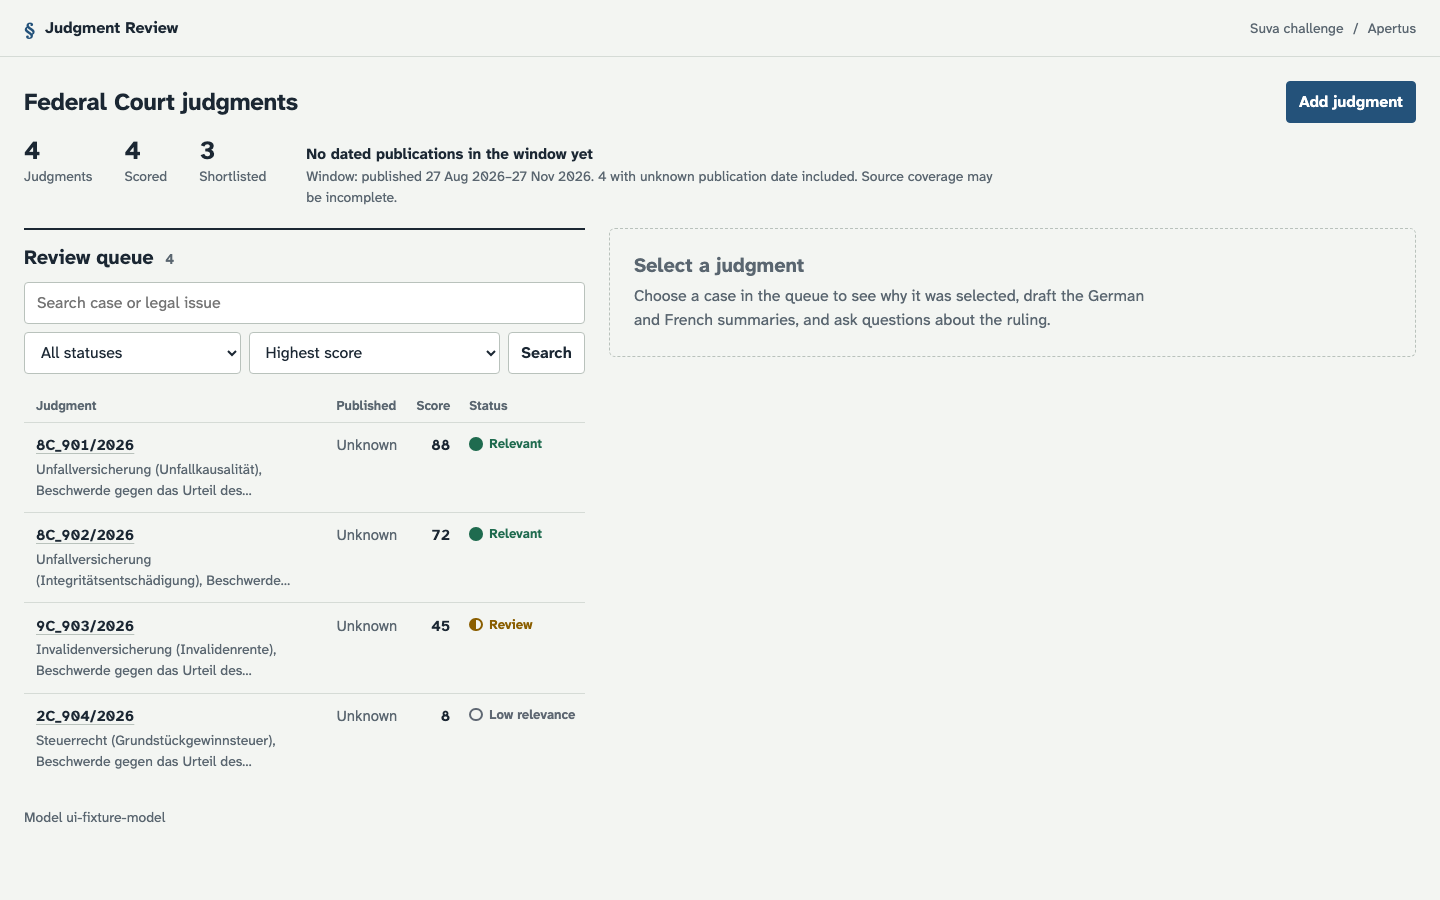 § Judgment Review
Suva challenge / Apertus
Federal Court judgments
Add judgment
4
Judgments
4
Scored
3
Shortlisted
No dated publications in the window yet
Window: published 27 Aug 2026–27 Nov 2026. 4 with unknown publication date included. Source coverage may
be incomplete.
Review queue 4
Search case or legal issue
All statuses
Highest score
Search
Judgment Published Score Status
8C_901/2026 Unknown 88 Relevant
Unfallversicherung (Unfallkausalität),
Beschwerde gegen das Urteil des...
8C_902/2026 Unknown 72 Relevant
Unfallversicherung
(Integritätsentschädigung), Beschwerde...
9C_903/2026 Unknown 45 Review
Invalidenversicherung (Invalidenrente),
Beschwerde gegen das Urteil des...
2C_904/2026 Unknown 8 Low relevance
Steuerrecht (Grundstückgewinnsteuer),
Beschwerde gegen das Urteil des...
Select a judgment
Choose a case in the queue to see why it was selected, draft the German
and French summaries, and ask questions about the ruling.
Model ui-fixture-model